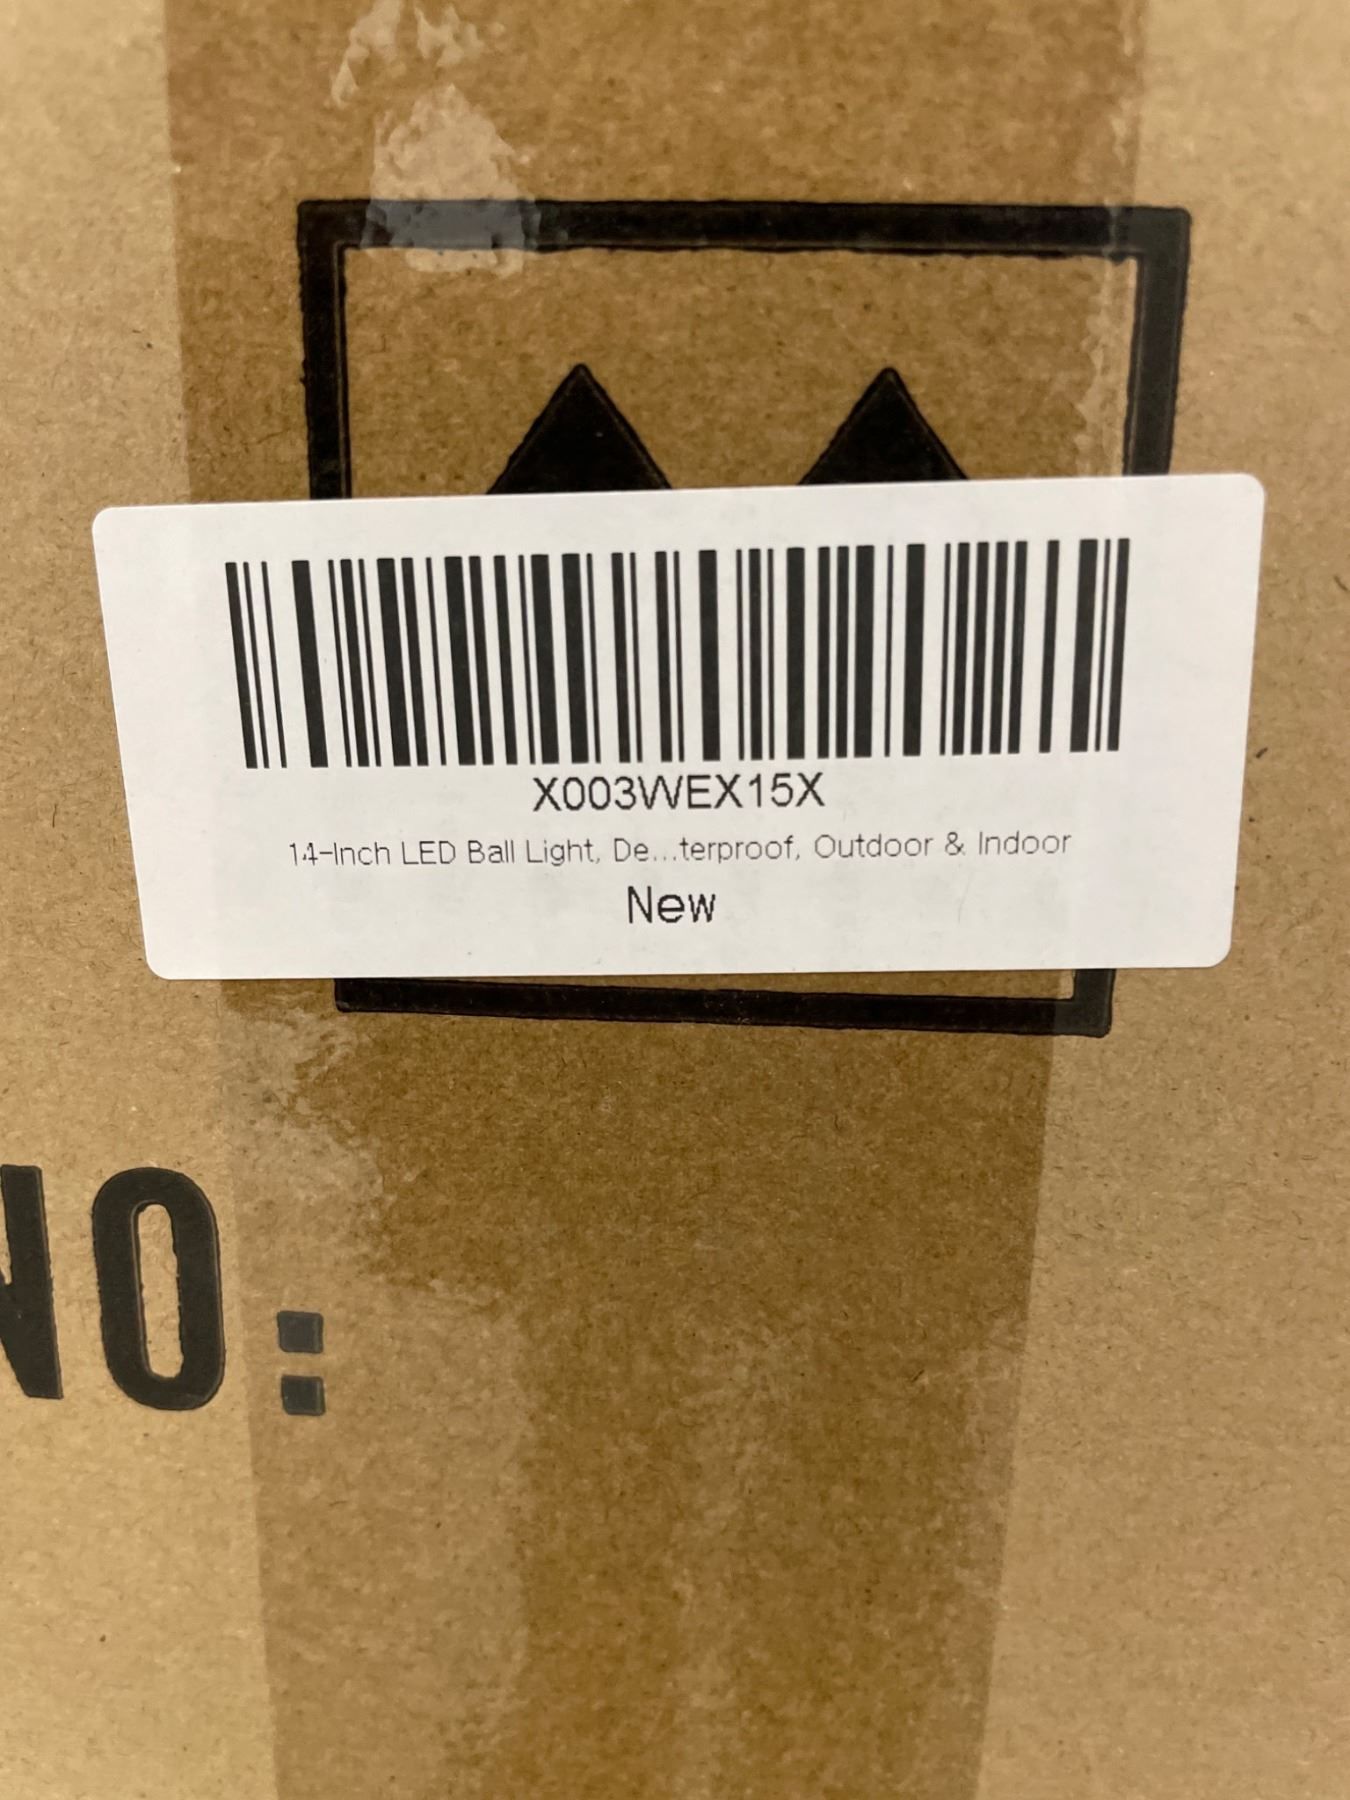 X003WEX15X
14-Inch LED Ball Light, De...terproof, Outdoor & Indoor
New
NO: